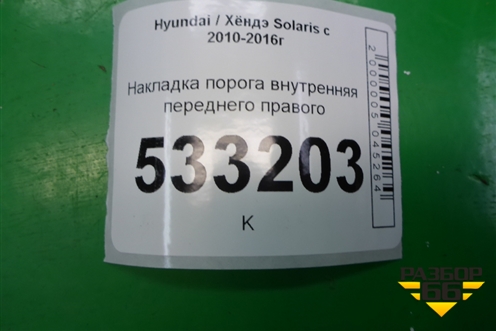 Hyundai / Хёндэ Solaris с
2010-2016г
Накладка порога внутренняя
переднего правого
533203
К
2000005045264
РАЗБОР
66